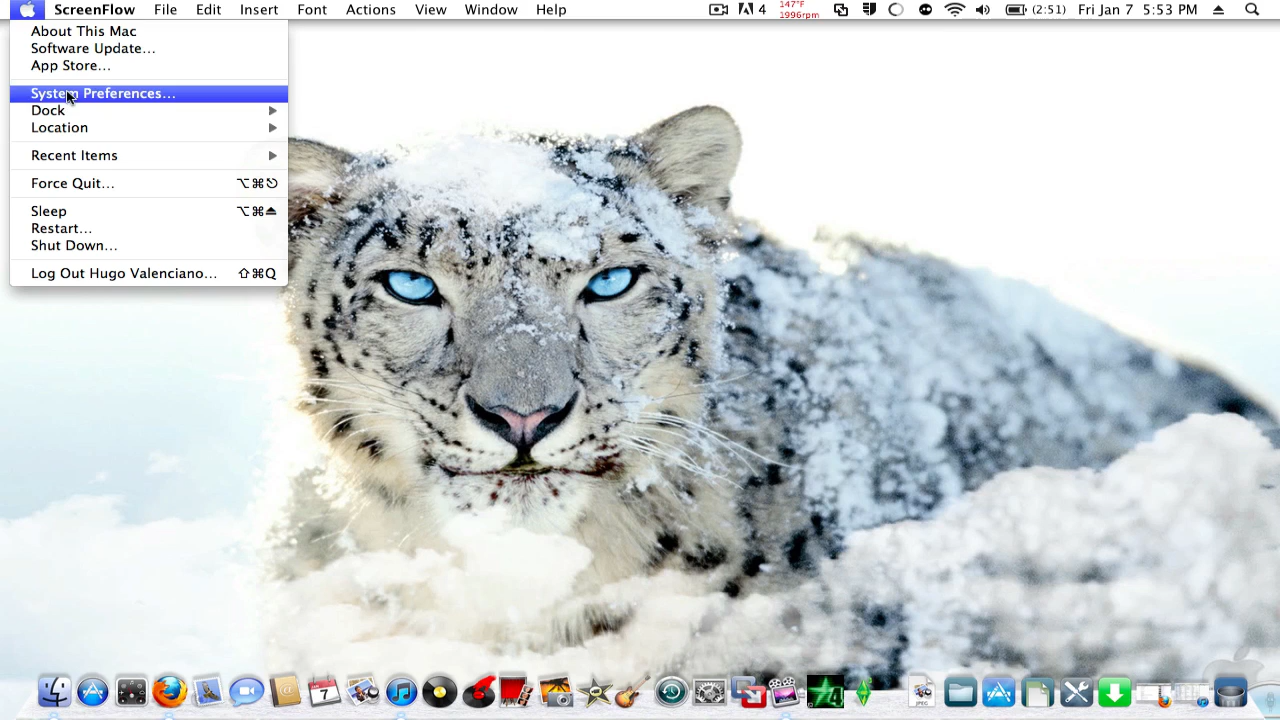 ScreenFlow File Edit Insert Font Actions View Window Help 4 147°F 1996rpm (2:51) Fri Jan 7 5:53 PM
About This Mac
Software Update...
App Store...
System Preferences...
Dock
Location
Recent Items
Force Quit... ⌥⌘⎋
Sleep ⌥⌘⏏
Restart...
Shut Down...
Log Out Hugo Valenciano... ⇧⌘Q
7
JPEG